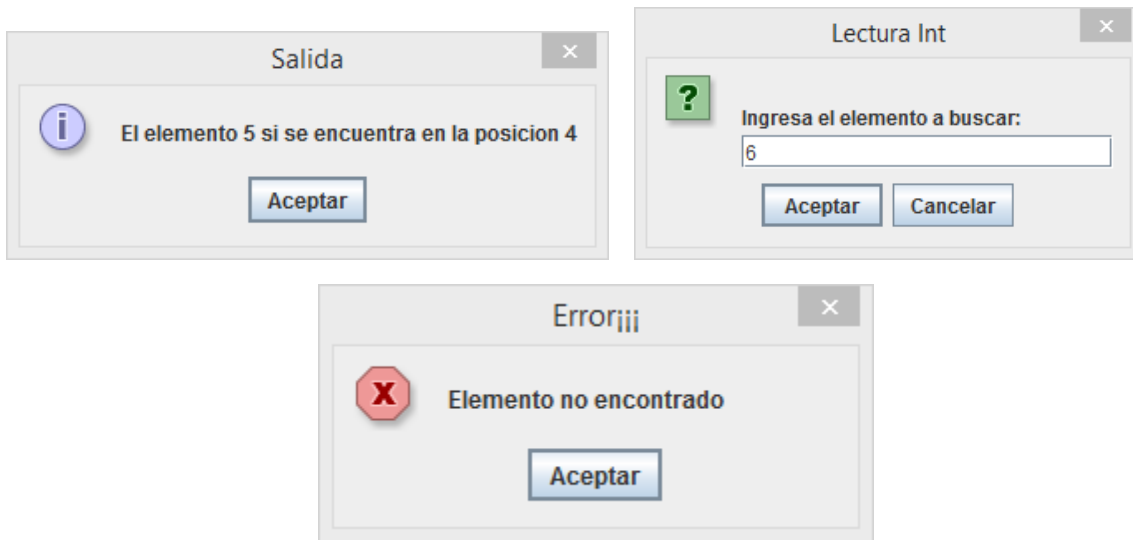 Salida
El elemento 5 si se encuentra en la posicion 4
Aceptar
Lectura Int
Ingresa el elemento a buscar:
6
Aceptar Cancelar
Error¡¡¡
Elemento no encontrado
Aceptar